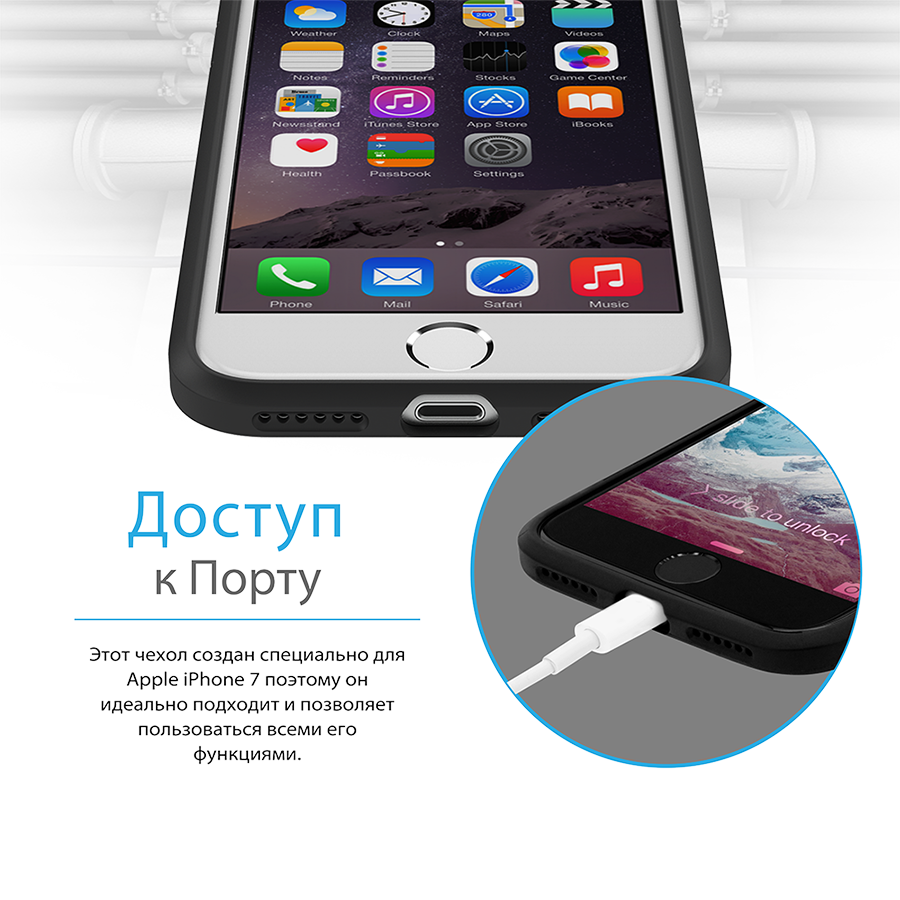 Weather Clock Maps Videos
280
Notes Reminders Stocks Game Center
Newsstand iTunes Store App Store iBooks
Health Passbook Settings
Phone Mail Safari Music
slide to unlock
Доступ
к Порту
Этот чехол создан специально для
Apple iPhone 7 поэтому он
идеально подходит и позволяет
пользоваться всеми его
функциями.